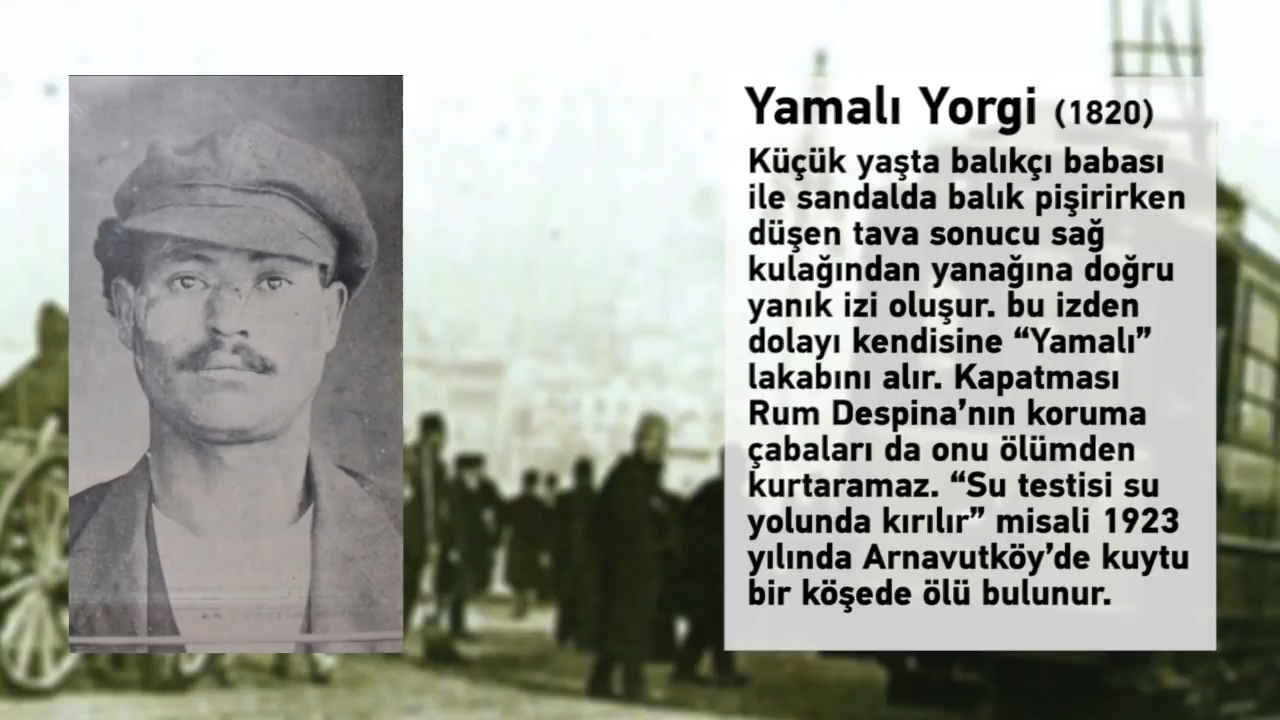 Yamalı Yorgi (1820)
Küçük yaşta balıkçı babası
ile sandalda balık pişirirken
düşen tava sonucu sağ
kulağından yanağına doğru
yanık izi oluşur. bu izden
dolayı kendisine “Yamalı”
lakabını alır. Kapatması
Rum Despina’nın koruma
çabaları da onu ölümden
kurtaramaz. “Su testisi su
yolunda kırılır” misali 1923
yılında Arnavutköy’de kuytu
bir köşede ölü bulunur.